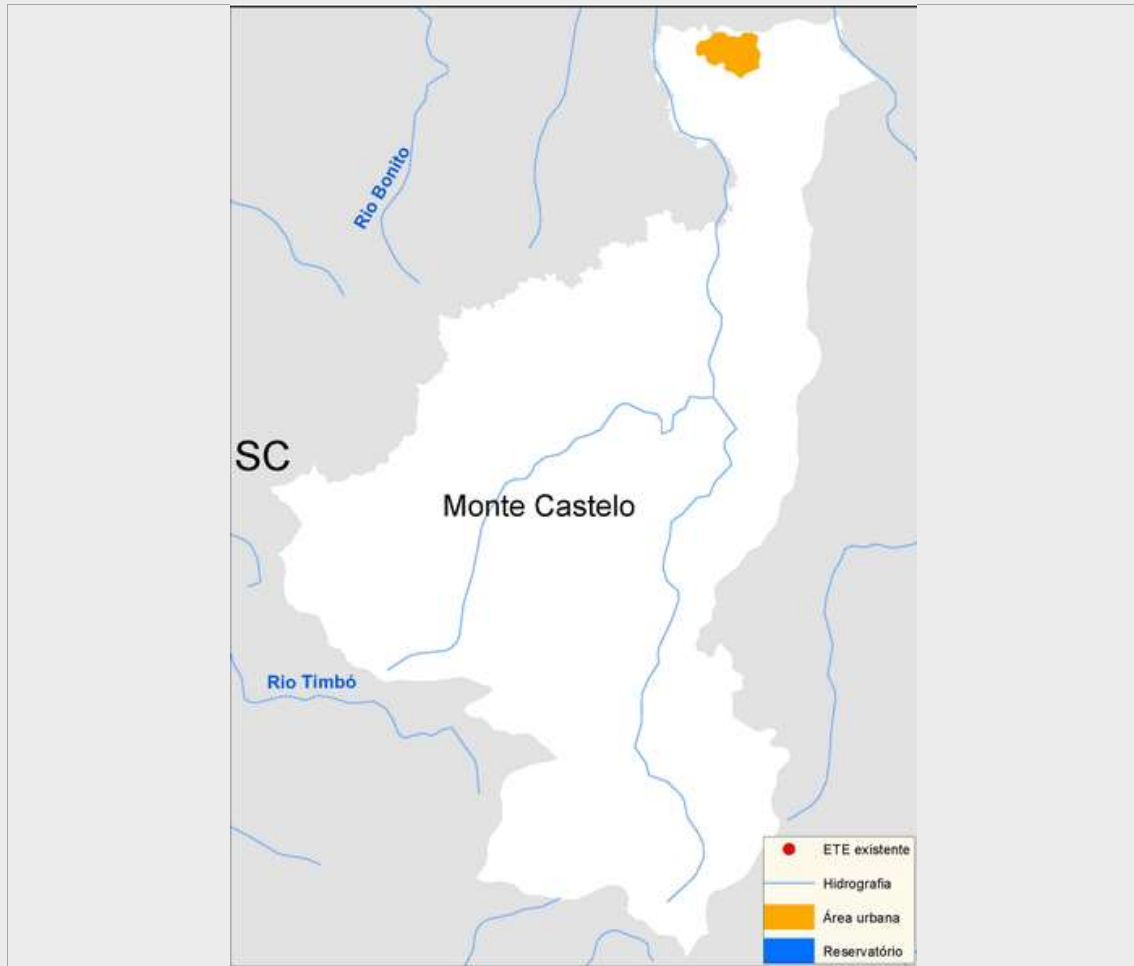 Rio Bonito
SC
Monte Castelo
Rio Timbó
ETE existente
Hidrografia
Área urbana
Reservatório